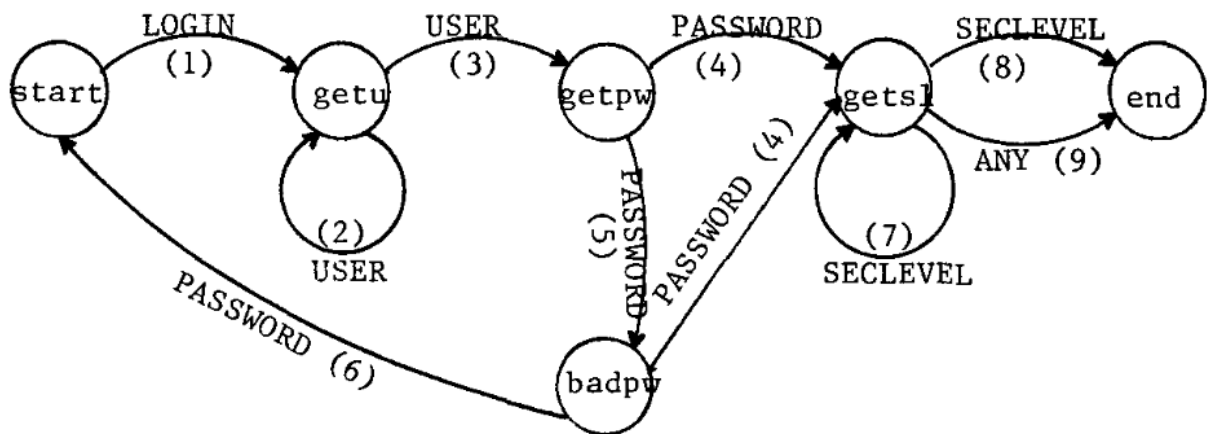 LOGIN
(1)
USER
(3)
PASSWORD
(4)
SECLEVEL
(8)
start
getu
getpw
getsl
end
ANY (9)
PASSWORD (4)
PASSWORD
(5)
(2)
USER
(7)
SECLEVEL
PASSWORD (6)
badpw